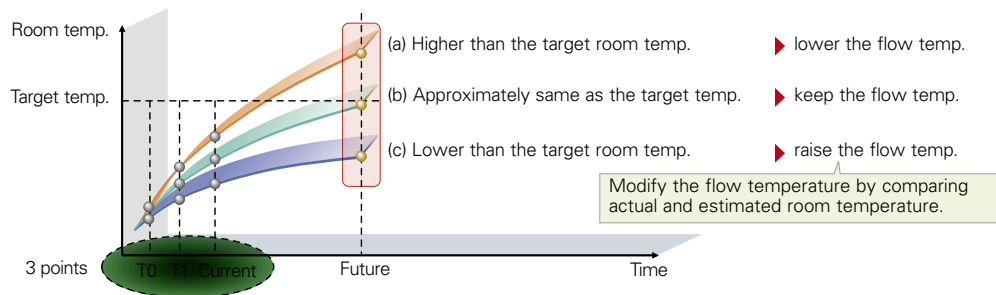 Room temp.
(a) Higher than the target room temp.
lower the flow temp.
Target temp.
(b) Approximately same as the target temp.
keep the flow temp.
(c) Lower than the target room temp.
raise the flow temp.
Modify the flow temperature by comparing
actual and estimated room temperature.
3 points
T0 T1 Current
Future
Time